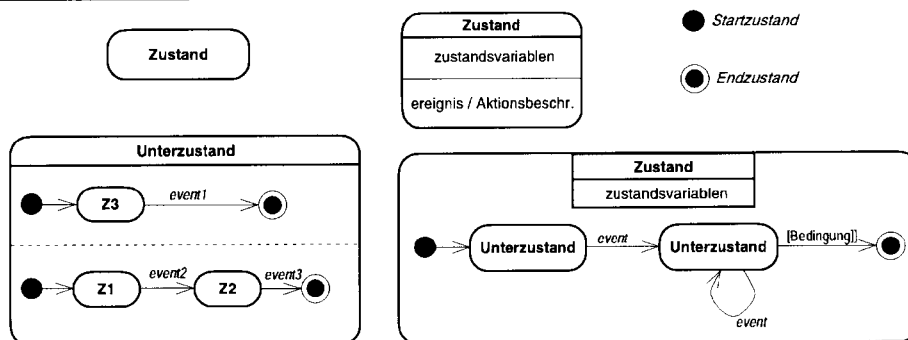 Zustand
Zustand
zustandsvariablen
ereignis / Aktionsbeschr.
Startzustand
Endzustand
Unterzustand
Z3
event1
Z1
event2
Z2
event3
Zustand
zustandsvariablen
Unterzustand
event
Unterzustand
[Bedingung]]
event